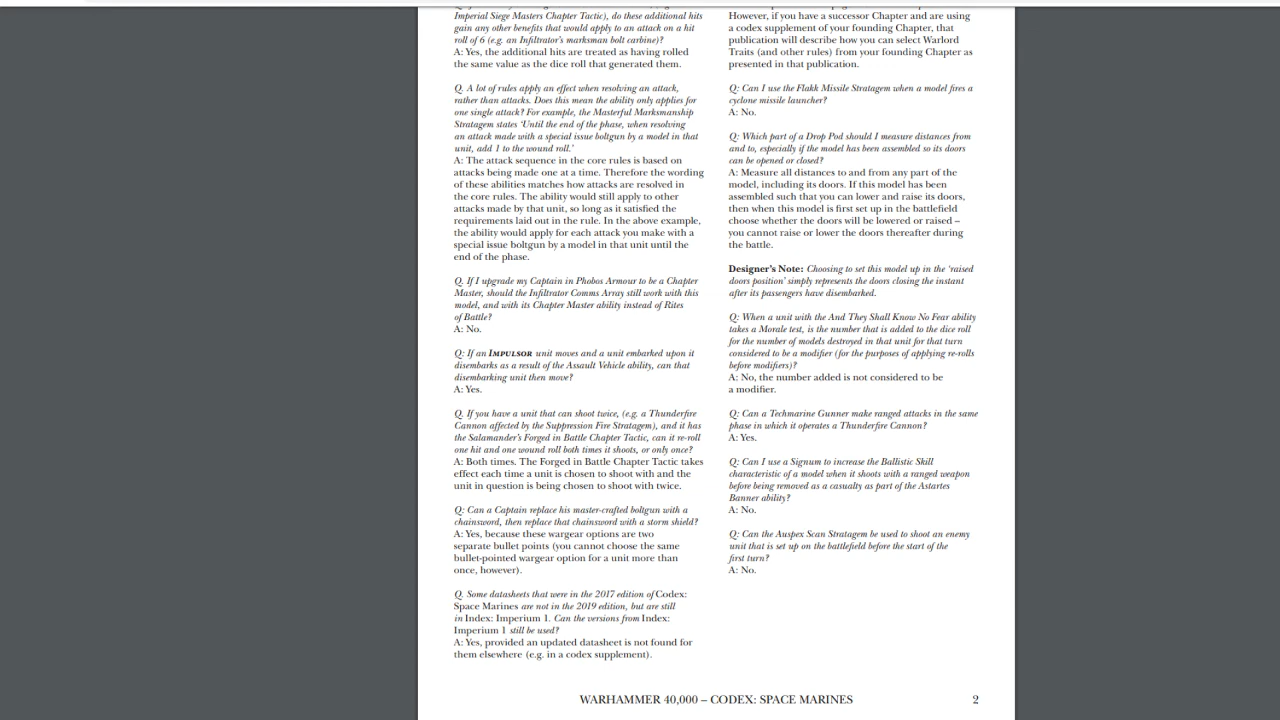 Imperial Siege Masters Chapter Tactic), do these additional hits
gain any other benefits that would apply to an attack on a hit
roll of 6 (e.g. an Infiltrator's marksman bolt carbine)?
A: Yes, the additional hits are treated as having rolled
the same value as the dice roll that generated them.
Q. A lot of rules apply an effect when resolving an attack,
rather than attacks. Does this mean the ability only applies for
one single attack? For example, the Masterful Marksmanship
Stratagem states 'Until the end of the phase, when resolving
an attack made with a special issue boltgun by a model in that
unit, add 1 to the wound roll.'
A: The attack sequence in the core rules is based on
attacks being made one at a time. Therefore the wording
of these abilities matches how attacks are resolved in
the core rules. The ability would still apply to other
attacks made by that unit, so long as it satisfied the
requirements laid out in the rule. In the above example,
the ability would apply for each attack you make with a
special issue boltgun by a model in that unit until the
end of the phase.
Q. If I upgrade my Captain in Phobos Armour to be a Chapter
Master, should the Infiltrator Comms Array still work with this
model, and with its Chapter Master ability instead of Rites
of Battle?
A: No.
Q: If an IMPULSOR unit moves and a unit embarked upon it
disembarks as a result of the Assault Vehicle ability, can that
disembarking unit then move?
A: Yes.
Q. If you have a unit that can shoot twice, (e.g. a Thunderfire
Cannon affected by the Suppression Fire Stratagem), and it has
the Salamander's Forged in Battle Chapter Tactic, can it re-roll
one hit and one wound roll both times it shoots, or only once?
A: Both times. The Forged in Battle Chapter Tactic takes
effect each time a unit is chosen to shoot with and the
unit in question is being chosen to shoot with twice.
Q: Can a Captain replace his master-crafted boltgun with a
chainsword, then replace that chainsword with a storm shield?
A: Yes, because these wargear options are two
separate bullet points (you cannot choose the same
bullet-pointed wargear option for a unit more than
once, however).
Q. Some datasheets that were in the 2017 edition of Codex:
Space Marines are not in the 2019 edition, but are still
in Index: Imperium 1. Can the versions from Index:
Imperium 1 still be used?
A: Yes, provided an updated datasheet is not found for
them elsewhere (e.g. in a codex supplement).
However, if you have a successor Chapter and are using
a codex supplement of your founding Chapter, that
publication will describe how you can select Warlord
Traits (and other rules) from your founding Chapter as
presented in that publication.
Q: Can I use the Flakk Missile Stratagem when a model fires a
cyclone missile launcher?
A: No.
Q: Which part of a Drop Pod should I measure distances from
and to, especially if the model has been assembled so its doors
can be opened or closed?
A: Measure all distances to and from any part of the
model, including its doors. If this model has been
assembled such that you can lower and raise its doors,
then when this model is first set up in the battlefield
choose whether the doors will be lowered or raised –
you cannot raise or lower the doors thereafter during
the battle.
Designer's Note: Choosing to set this model up in the 'raised
doors position' simply represents the doors closing the instant
after its passengers have disembarked.
Q: When a unit with the And They Shall Know No Fear ability
takes a Morale test, is the number that is added to the dice roll
for the number of models destroyed in that unit for that turn
considered to be a modifier (for the purposes of applying re-rolls
before modifiers)?
A: No, the number added is not considered to be
a modifier.
Q: Can a Techmarine Gunner make ranged attacks in the same
phase in which it operates a Thunderfire Cannon?
A: Yes.
Q: Can I use a Signum to increase the Ballistic Skill
characteristic of a model when it shoots with a ranged weapon
before being removed as a casualty as part of the Astartes
Banner ability?
A: No.
Q: Can the Auspex Scan Stratagem be used to shoot an enemy
unit that is set up on the battlefield before the start of the
first turn?
A: No.
WARHAMMER 40,000 – CODEX: SPACE MARINES 2